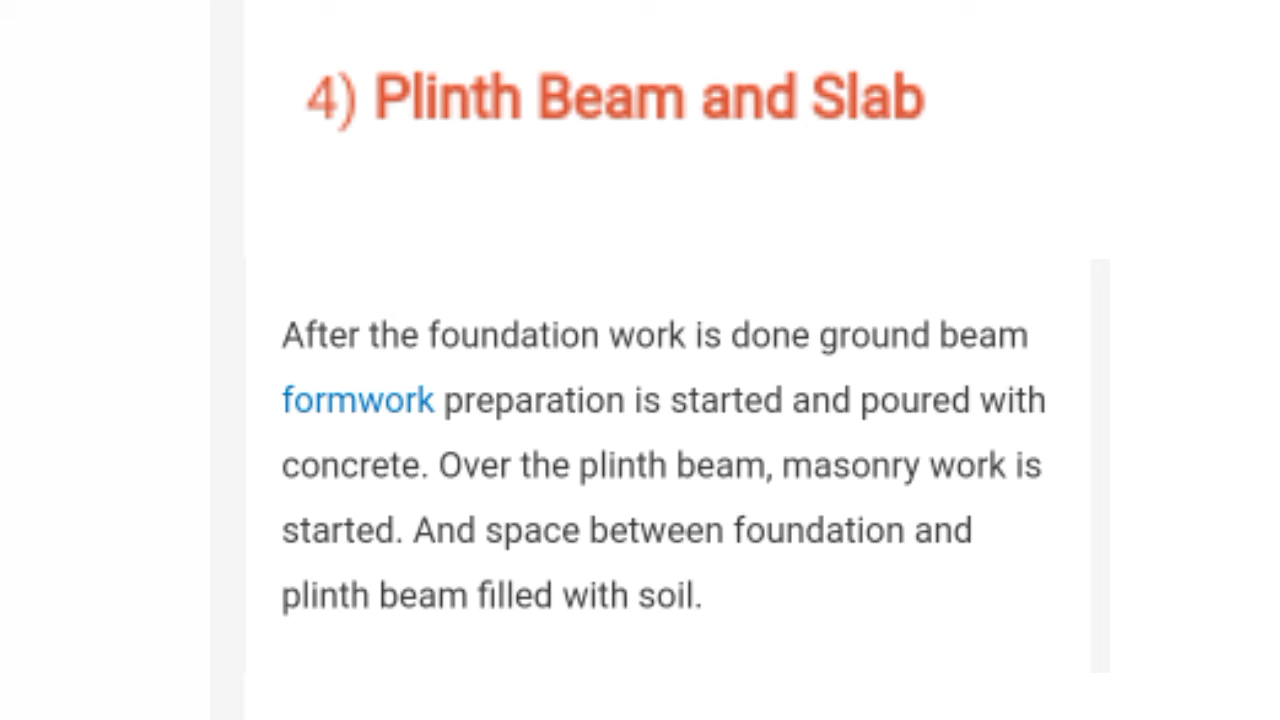 4) Plinth Beam and Slab
After the foundation work is done ground beam
formwork preparation is started and poured with
concrete. Over the plinth beam, masonry work is
started. And space between foundation and
plinth beam filled with soil.